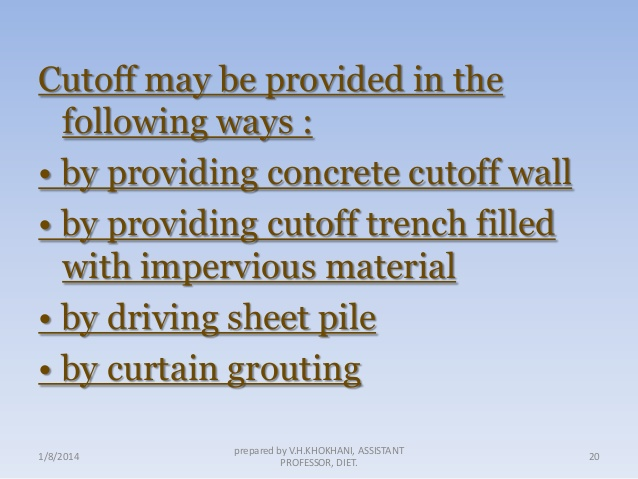 Cutoff may be provided in the
following ways :
• by providing concrete cutoff wall
• by providing cutoff trench filled
with impervious material
• by driving sheet pile
• by curtain grouting
1/8/2014
prepared by V.H.KHOKHANI, ASSISTANT
PROFESSOR, DIET.
20